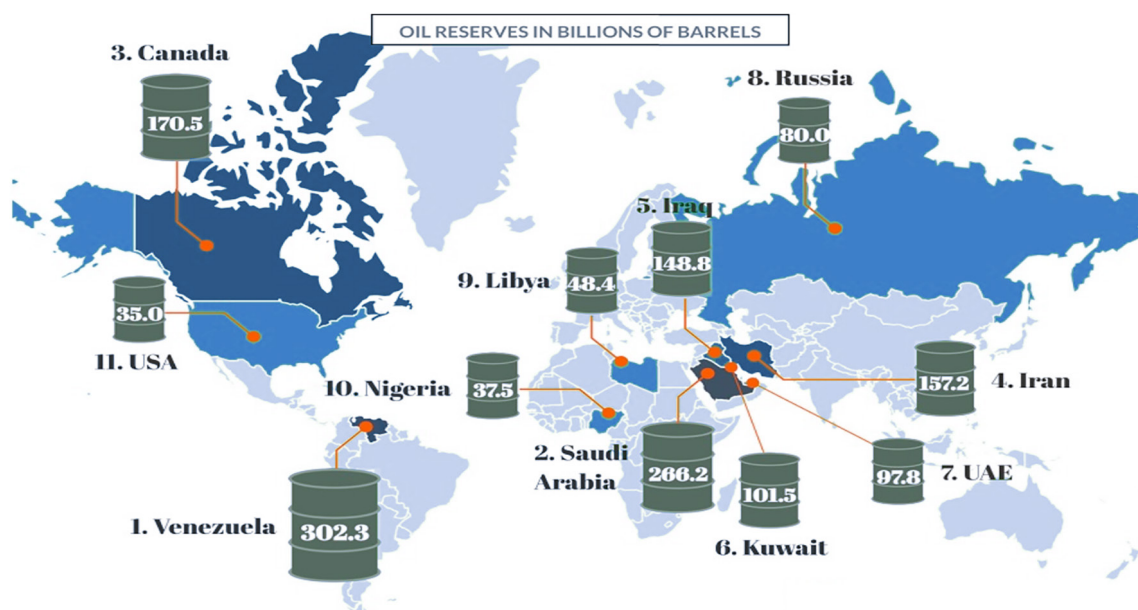 OIL RESERVES IN BILLIONS OF BARRELS
3. Canada
170.5
8. Russia
80.0
5. Iraq
148.8
9. Libya
48.4
35.0
11. USA
10. Nigeria
37.5
157.2
4. Iran
2. Saudi
Arabia
266.2
101.5
6. Kuwait
97.8
7. UAE
1. Venezuela
302.3